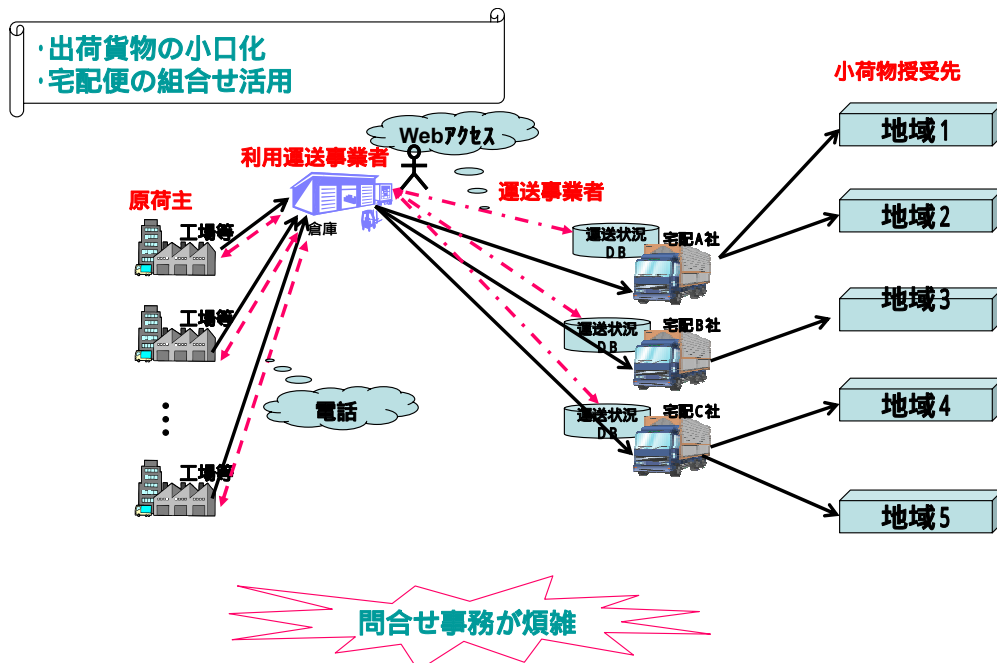 ・出荷貨物の小口化
・宅配便の組合せ活用
小荷物授受先
Webアクセス
利用運送事業者
運送事業者
原荷主
倉庫
工場等
工場等
工場等
電話
運送状況
DB
宅配A社
運送状況
DB
宅配B社
運送状況
DB
宅配C社
地域1
地域2
地域3
地域4
地域5
問合せ事務が煩雑